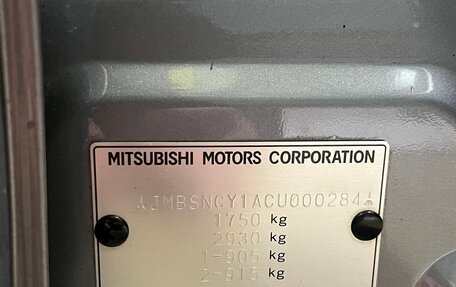 MITSUBISHI MOTORS CORPORATION
JMBSNCY1ACU000284
1750 kg
2930 kg
1-905 kg
2-915 kg